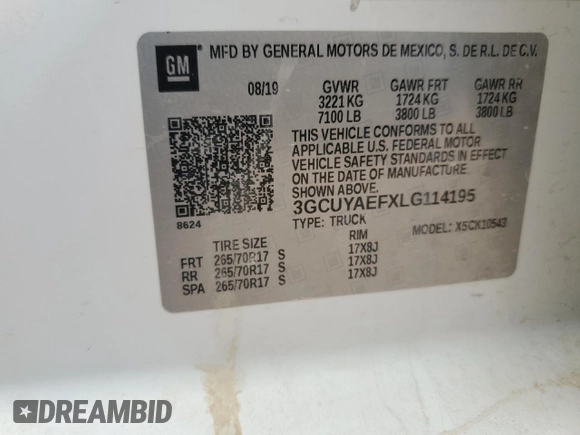 GM
MFD BY GENERAL MOTORS DE MEXICO, S. DE R.L. DE C.V.
08/19 GVWR GAWR FRT GAWR RR
3221 KG 1724 KG 1724 KG
7100 LB 3800 LB 3800 LB
THIS VEHICLE CONFORMS TO ALL
APPLICABLE U.S. FEDERAL MOTOR
VEHICLE SAFETY STANDARDS IN EFFECT
ON THE DATE OF MANUFACTURE
SHOWN ABOVE.
3GCUYAEFXLG114195
8624 TYPE: TRUCK MODEL: X5CK10543
TIRE SIZE RIM
FRT 265/70R17 S 17X8J
RR 265/70R17 S 17X8J
SPA 265/70R17 S 17X8J
DREAMBID